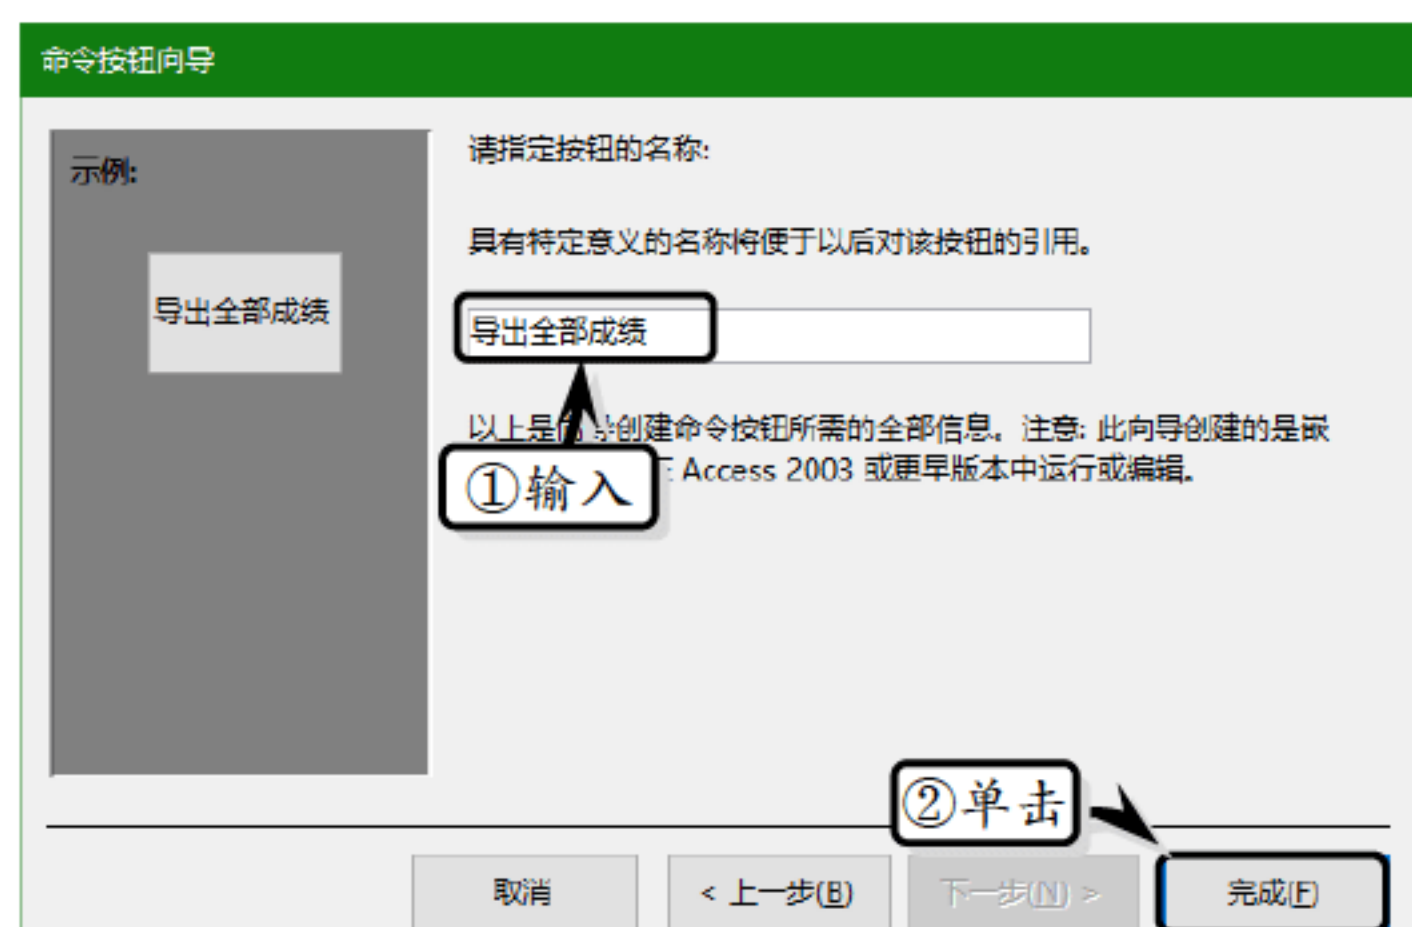 命令按钮向导
示例:
导出全部成绩
请指定按钮的名称:
具有特定意义的名称将便于以后对该按钮的引用。
导出全部成绩
以上是 导创建命令按钮所需的全部信息。注意: 此向导创建的是嵌
Access 2003 或更早版本中运行或编辑。
①输入
②单击
取消
< 上一步(B)
下一步(N) >
完成(F)